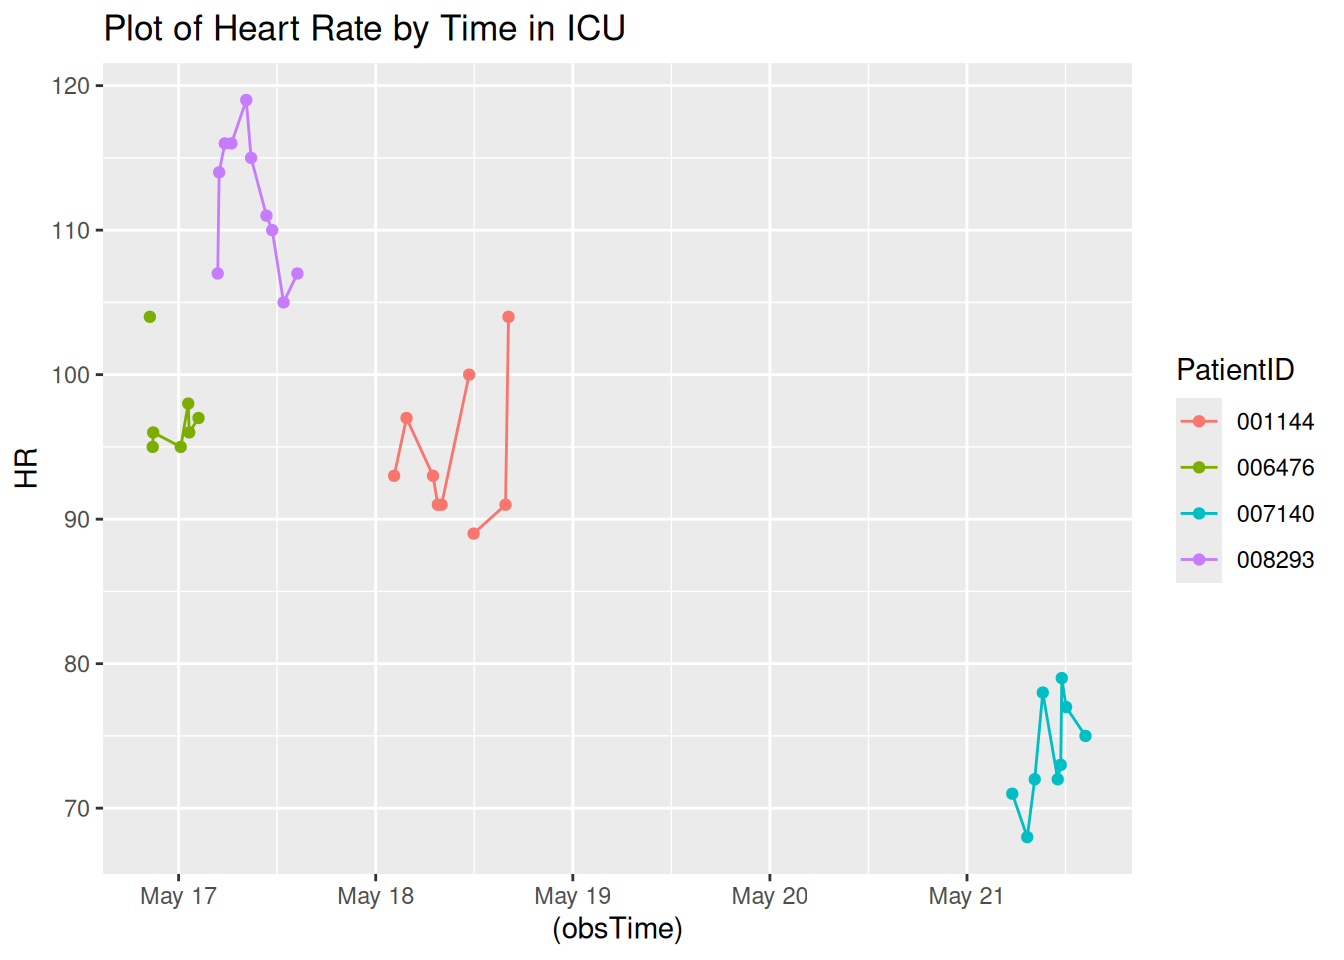 Plot of Heart Rate by Time in ICU
120
110
100
90
80
70
HR
May 17
May 18
May 19
May 20
May 21
(obsTime)
PatientID
001144
006476
007140
008293